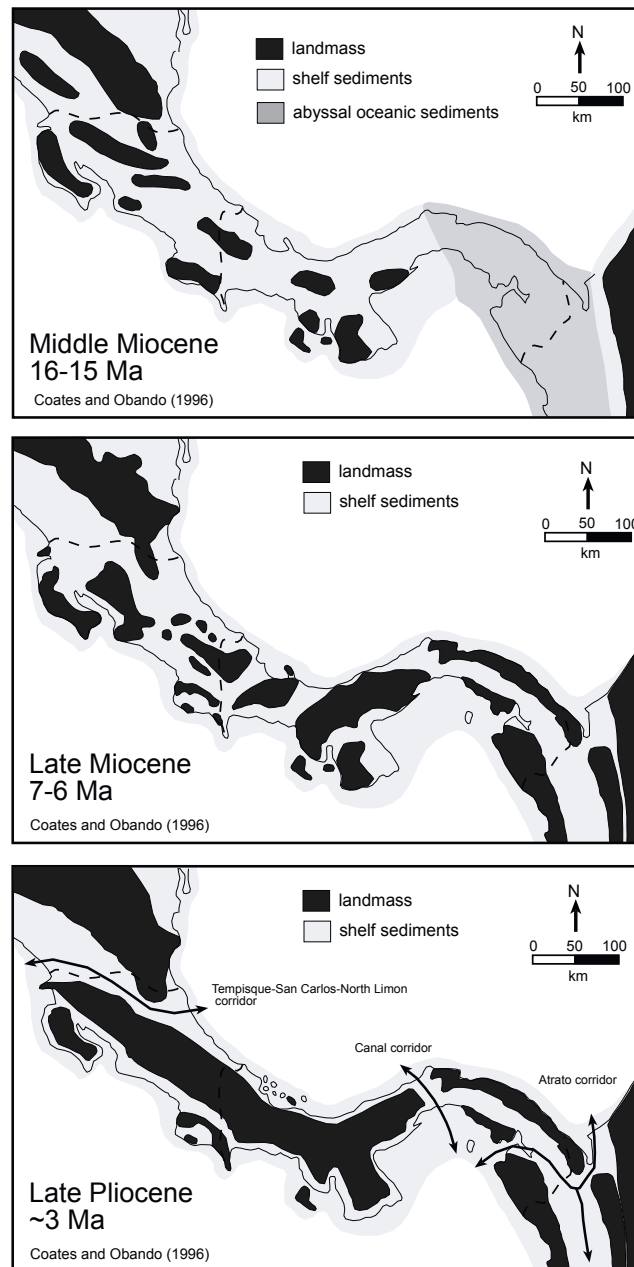 landmass
shelf sediments
abyssal oceanic sediments
N
0 50 100
km
Middle Miocene
16-15 Ma
Coates and Obando (1996)
landmass
shelf sediments
N
0 50 100
km
Late Miocene
7-6 Ma
Coates and Obando (1996)
landmass
shelf sediments
N
0 50 100
km
Tempisque-San Carlos-North Limon
corridor
Canal corridor
Atrato corridor
Late Pliocene
~3 Ma
Coates and Obando (1996)